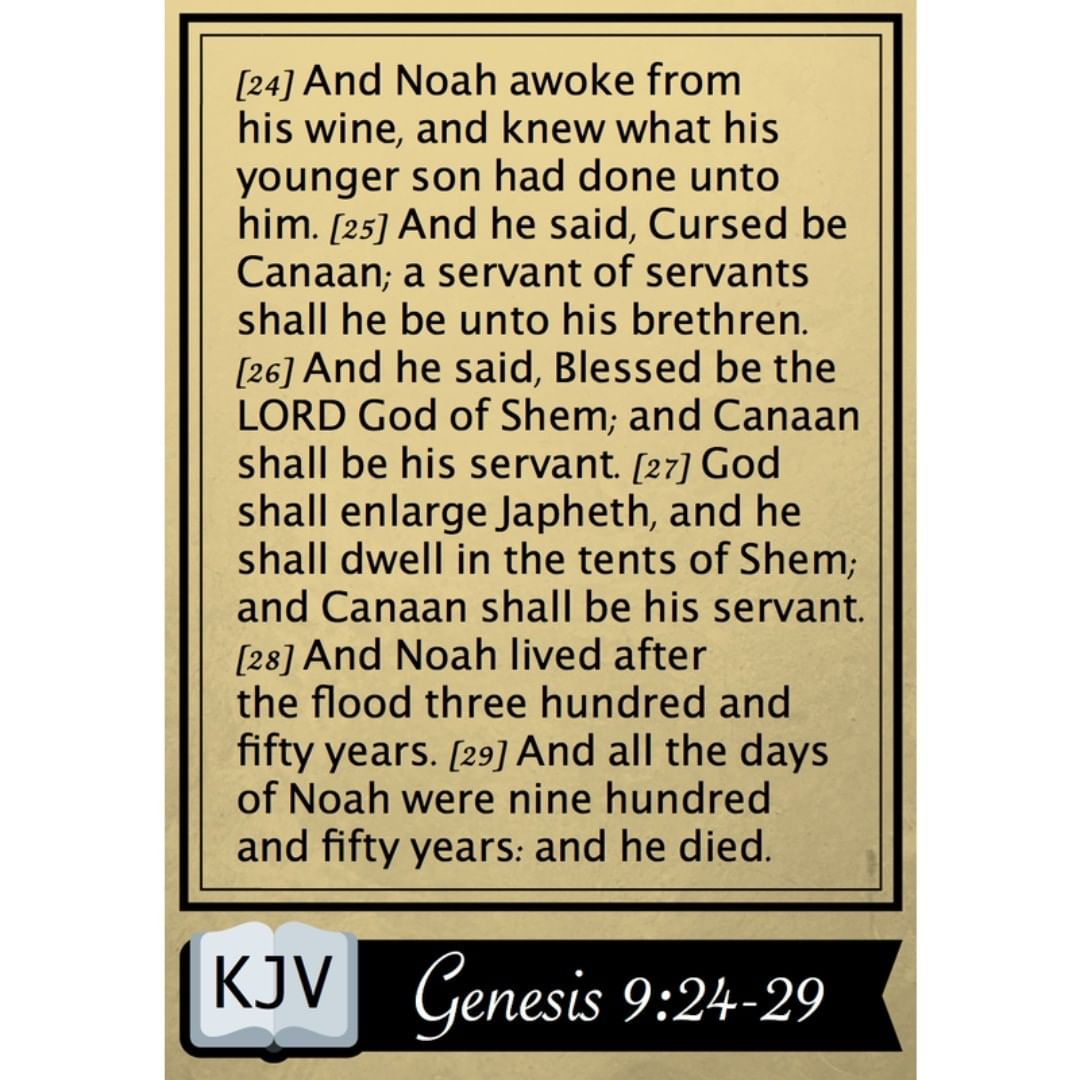 [24] And Noah awoke from
his wine, and knew what his
younger son had done unto
him. [25] And he said, Cursed be
Canaan; a servant of servants
shall he be unto his brethren.
[26] And he said, Blessed be the
LORD God of Shem; and Canaan
shall be his servant. [27] God
shall enlarge Japheth, and he
shall dwell in the tents of Shem;
and Canaan shall be his servant.
[28] And Noah lived after
the flood three hundred and
fifty years. [29] And all the days
of Noah were nine hundred
and fifty years: and he died.
KJV
Genesis 9:24-29